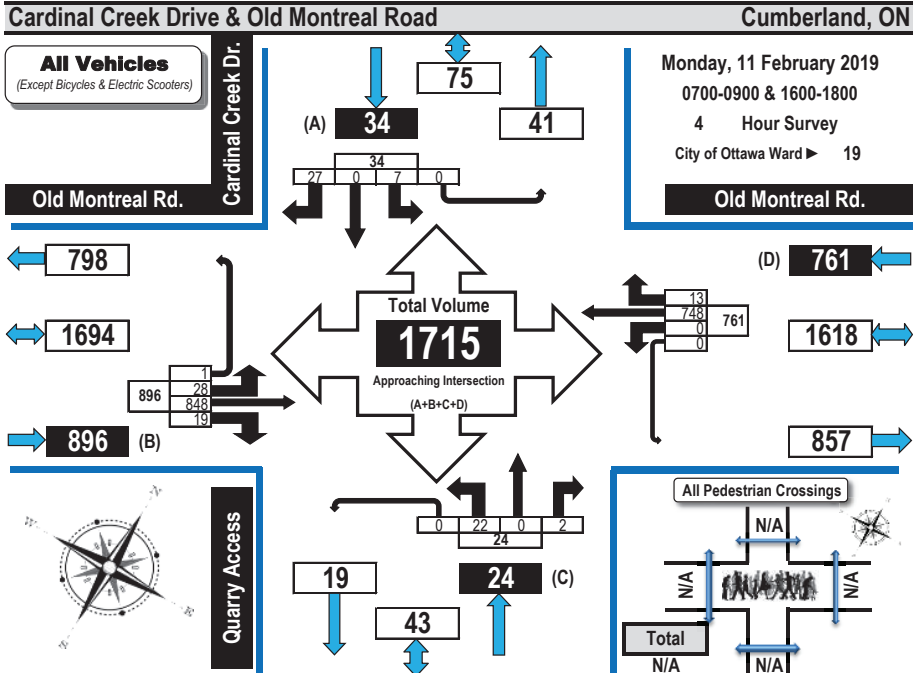 Cardinal Creek Drive & Old Montreal Road
Cumberland, ON
All Vehicles
(Except Bicycles & Electric Scooters)
Cardinal Creek Dr.
Old Montreal Rd.
75
(A) 34
41
34
27 0 7 0
Monday, 11 February 2019
0700-0900 & 1600-1800
4 Hour Survey
City of Ottawa Ward ► 19
Old Montreal Rd.
798
1694
896 (B)
896
1
28
848
19
Total Volume
1715
Approaching Intersection
(A+B+C+D)
(D) 761
1618
857
13
748
0
0
761
N
E
S
W
Quarry Access
0 22 0 2
24
19
24 (C)
43
All Pedestrian Crossings
N/A
N/A
N/A
Total
N/A
N/A